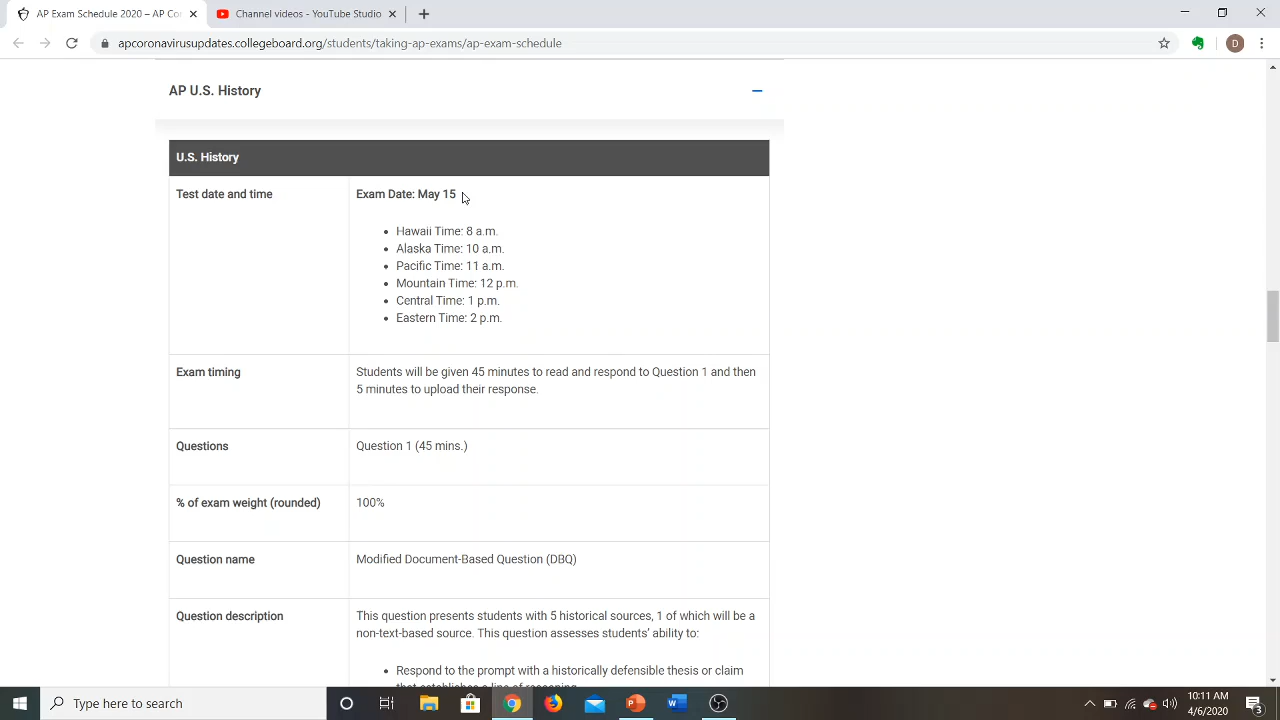 AP Exam Schedule 2020 – AP Cor
Channel videos - YouTube Studio
apcoronavirusupdates.collegeboard.org/students/taking-ap-exams/ap-exam-schedule
D
AP U.S. History
U.S. History
Test date and time
Exam Date: May 15
• Hawaii Time: 8 a.m.
• Alaska Time: 10 a.m.
• Pacific Time: 11 a.m.
• Mountain Time: 12 p.m.
• Central Time: 1 p.m.
• Eastern Time: 2 p.m.
Exam timing
Students will be given 45 minutes to read and respond to Question 1 and then
5 minutes to upload their response.
Questions
Question 1 (45 mins.)
% of exam weight (rounded)
100%
Question name
Modified Document-Based Question (DBQ)
Question description
This question presents students with 5 historical sources, 1 of which will be a
non-text-based source. This question assesses students' ability to:
• Respond to the prompt with a historically defensible thesis or claim
that establishes a line of reasoning.
Type here to search
10:11 AM
4/6/2020
3